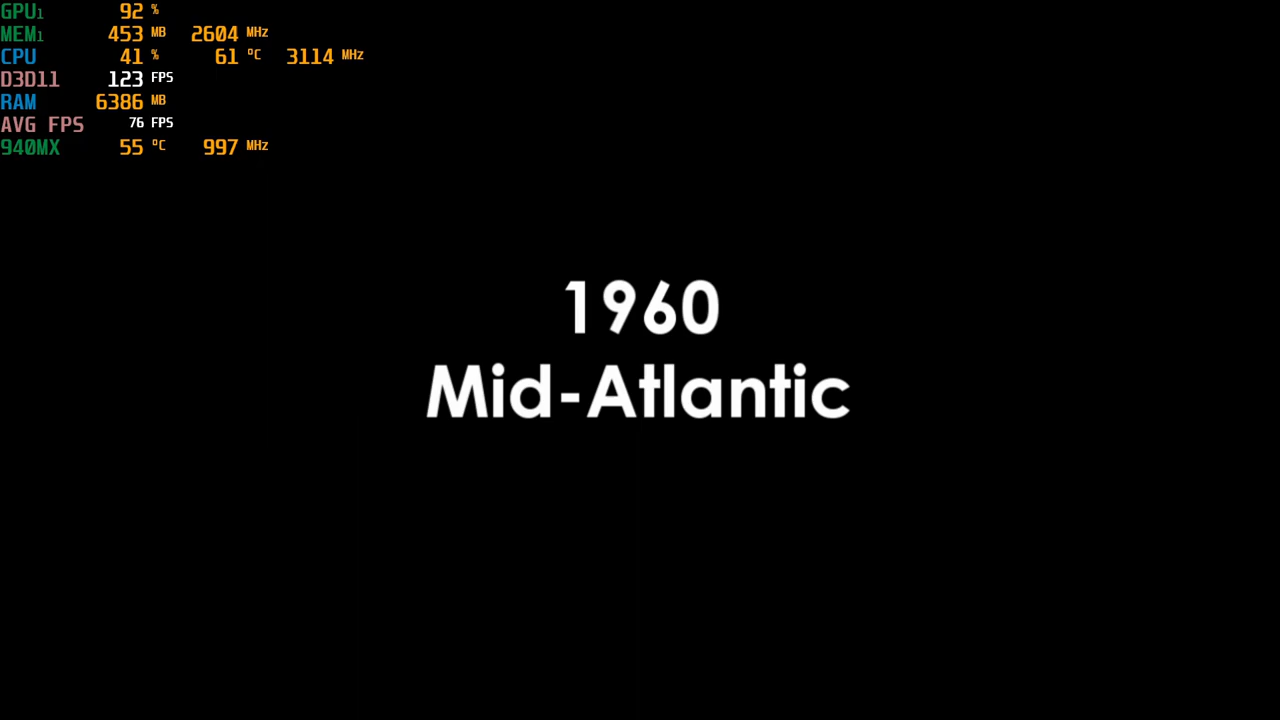 GPU1 92 %
MEM1 453 MB 2604 MHz
CPU 41 % 61 °C 3114 MHz
D3D11 123 FPS
RAM 6386 MB
AVG FPS 76 FPS
940MX 55 °C 997 MHz
1960
Mid-Atlantic